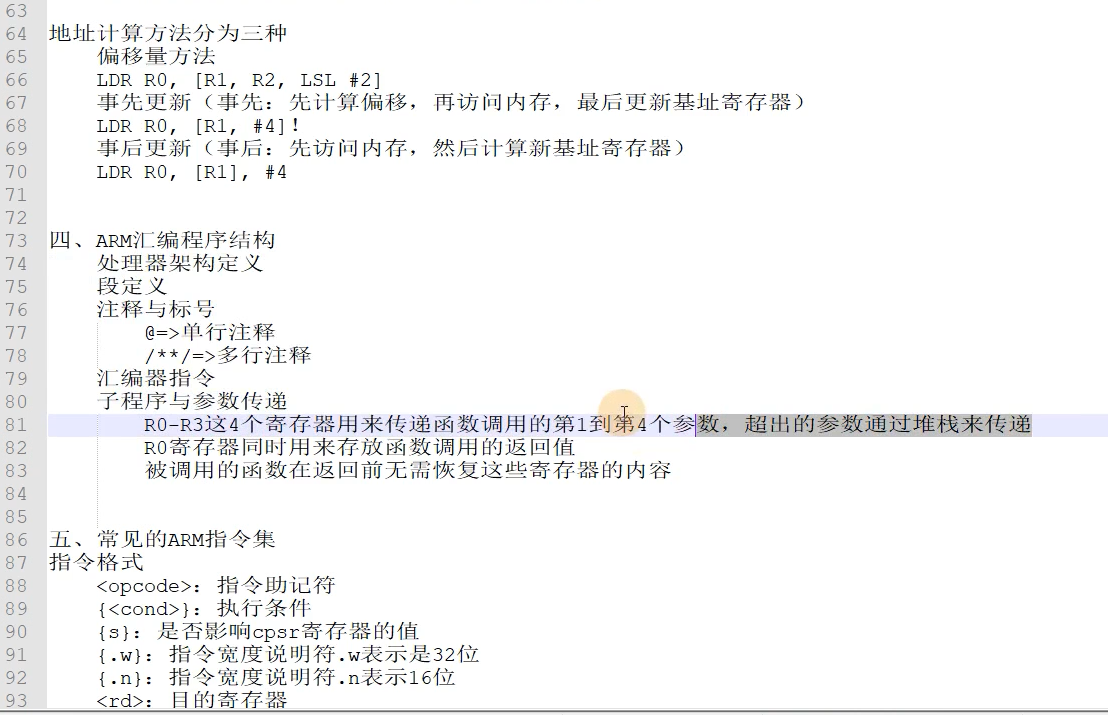 63
64 地址计算方法分为三种
65 偏移量方法
66 LDR R0, [R1, R2, LSL #2]
67 事先更新（事先：先计算偏移，再访问内存，最后更新基址寄存器）
68 LDR R0, [R1, #4]!
69 事后更新（事后：先访问内存，然后计算新基址寄存器）
70 LDR R0, [R1], #4
71
72
73 四、ARM汇编程序结构
74 处理器架构定义
75 段定义
76 注释与标号
77 @=>单行注释
78 /**/=>多行注释
79 汇编器指令
80 子程序与参数传递
81 R0-R3这4个寄存器用来传递函数调用的第1到第4个参数，超出的参数通过堆栈来传递
82 R0寄存器同时用来存放函数调用的返回值
83 被调用的函数在返回前无需恢复这些寄存器的内容
84
85
86 五、常见的ARM指令集
87 指令格式
88 <opcode>：指令助记符
89 {<cond>}：执行条件
90 {s}：是否影响cpsr寄存器的值
91 {.w}：指令宽度说明符.w表示是32位
92 {.n}：指令宽度说明符.n表示16位
93 <rd>：目的寄存器